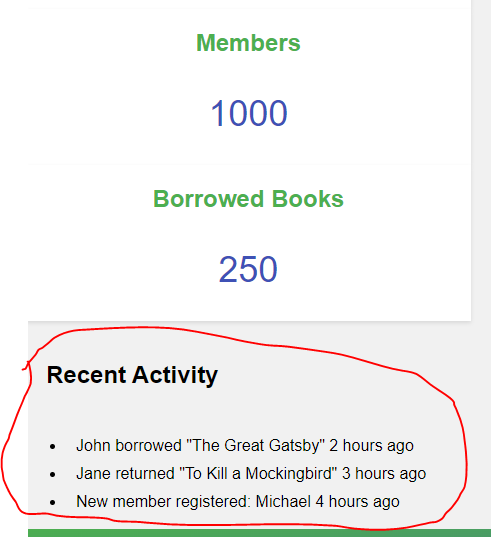 Members
1000
Borrowed Books
250
Recent Activity
John borrowed "The Great Gatsby" 2 hours ago
Jane returned "To Kill a Mockingbird" 3 hours ago
New member registered: Michael 4 hours ago